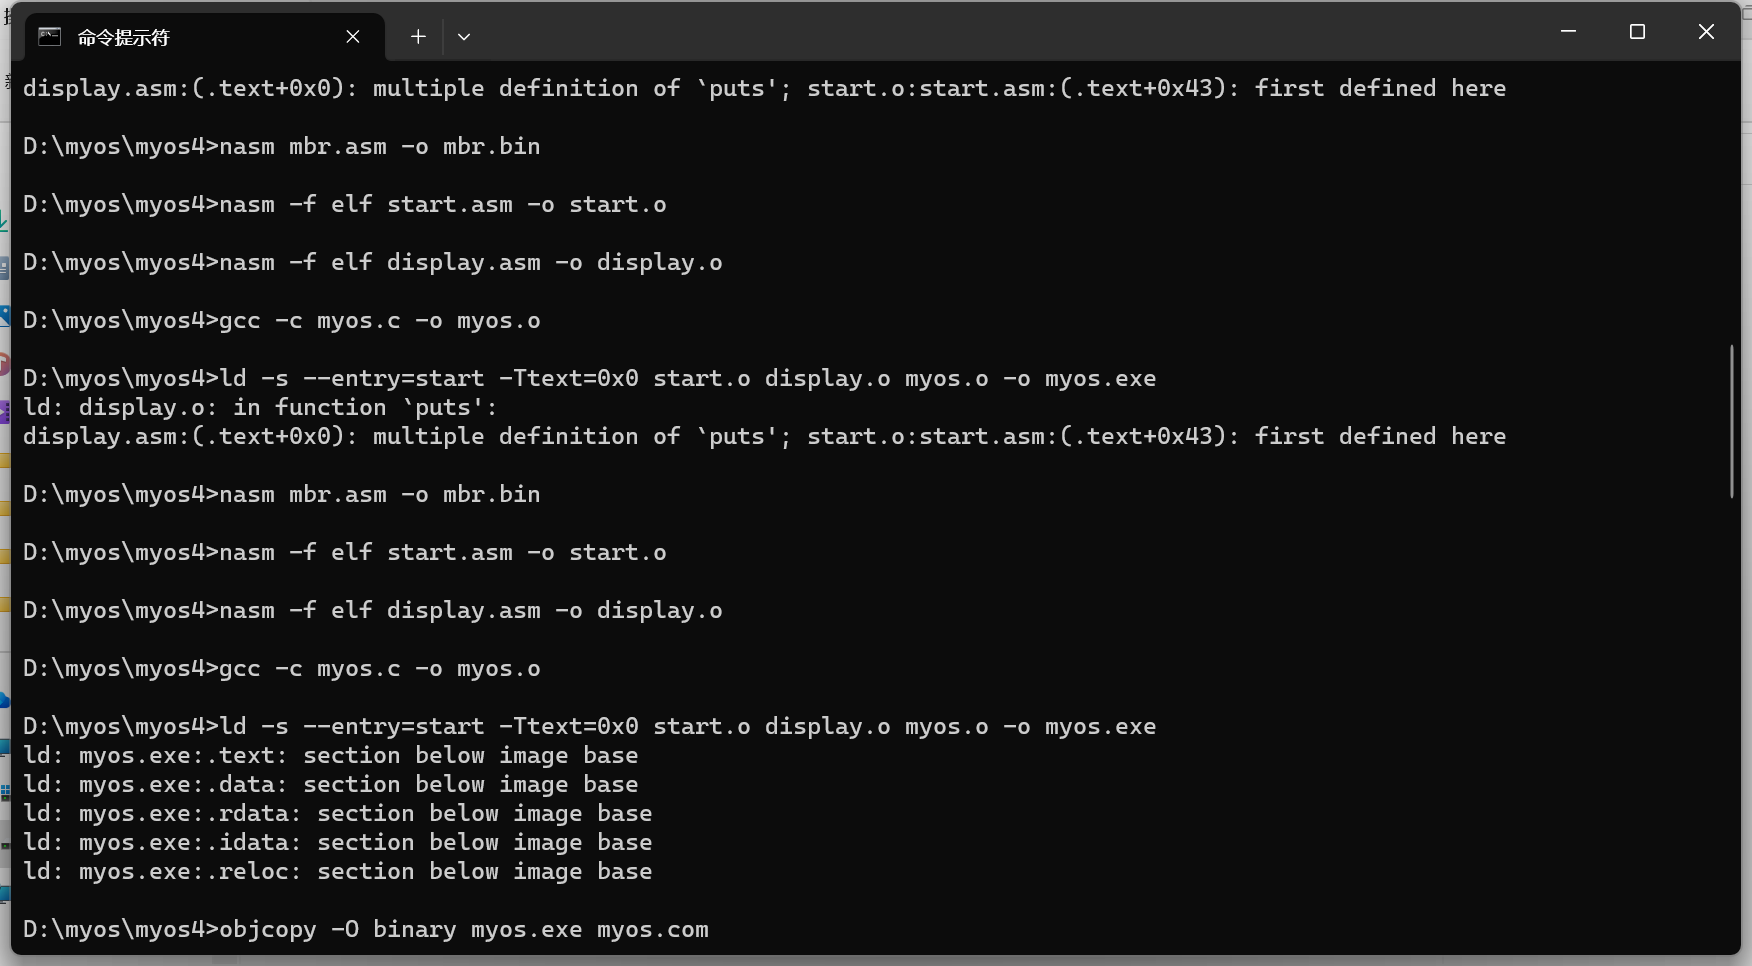 命令提示符
display.asm:(.text+0x0): multiple definition of `puts'; start.o:start.asm:(.text+0x43): first defined here
D:\myos\myos4>nasm mbr.asm -o mbr.bin
D:\myos\myos4>nasm -f elf start.asm -o start.o
D:\myos\myos4>nasm -f elf display.asm -o display.o
D:\myos\myos4>gcc -c myos.c -o myos.o
D:\myos\myos4>ld -s --entry=start -Ttext=0x0 start.o display.o myos.o -o myos.exe
ld: display.o: in function `puts':
display.asm:(.text+0x0): multiple definition of `puts'; start.o:start.asm:(.text+0x43): first defined here
D:\myos\myos4>nasm mbr.asm -o mbr.bin
D:\myos\myos4>nasm -f elf start.asm -o start.o
D:\myos\myos4>nasm -f elf display.asm -o display.o
D:\myos\myos4>gcc -c myos.c -o myos.o
D:\myos\myos4>ld -s --entry=start -Ttext=0x0 start.o display.o myos.o -o myos.exe
ld: myos.exe:.text: section below image base
ld: myos.exe:.data: section below image base
ld: myos.exe:.rdata: section below image base
ld: myos.exe:.idata: section below image base
ld: myos.exe:.reloc: section below image base
D:\myos\myos4>objcopy -O binary myos.exe myos.com